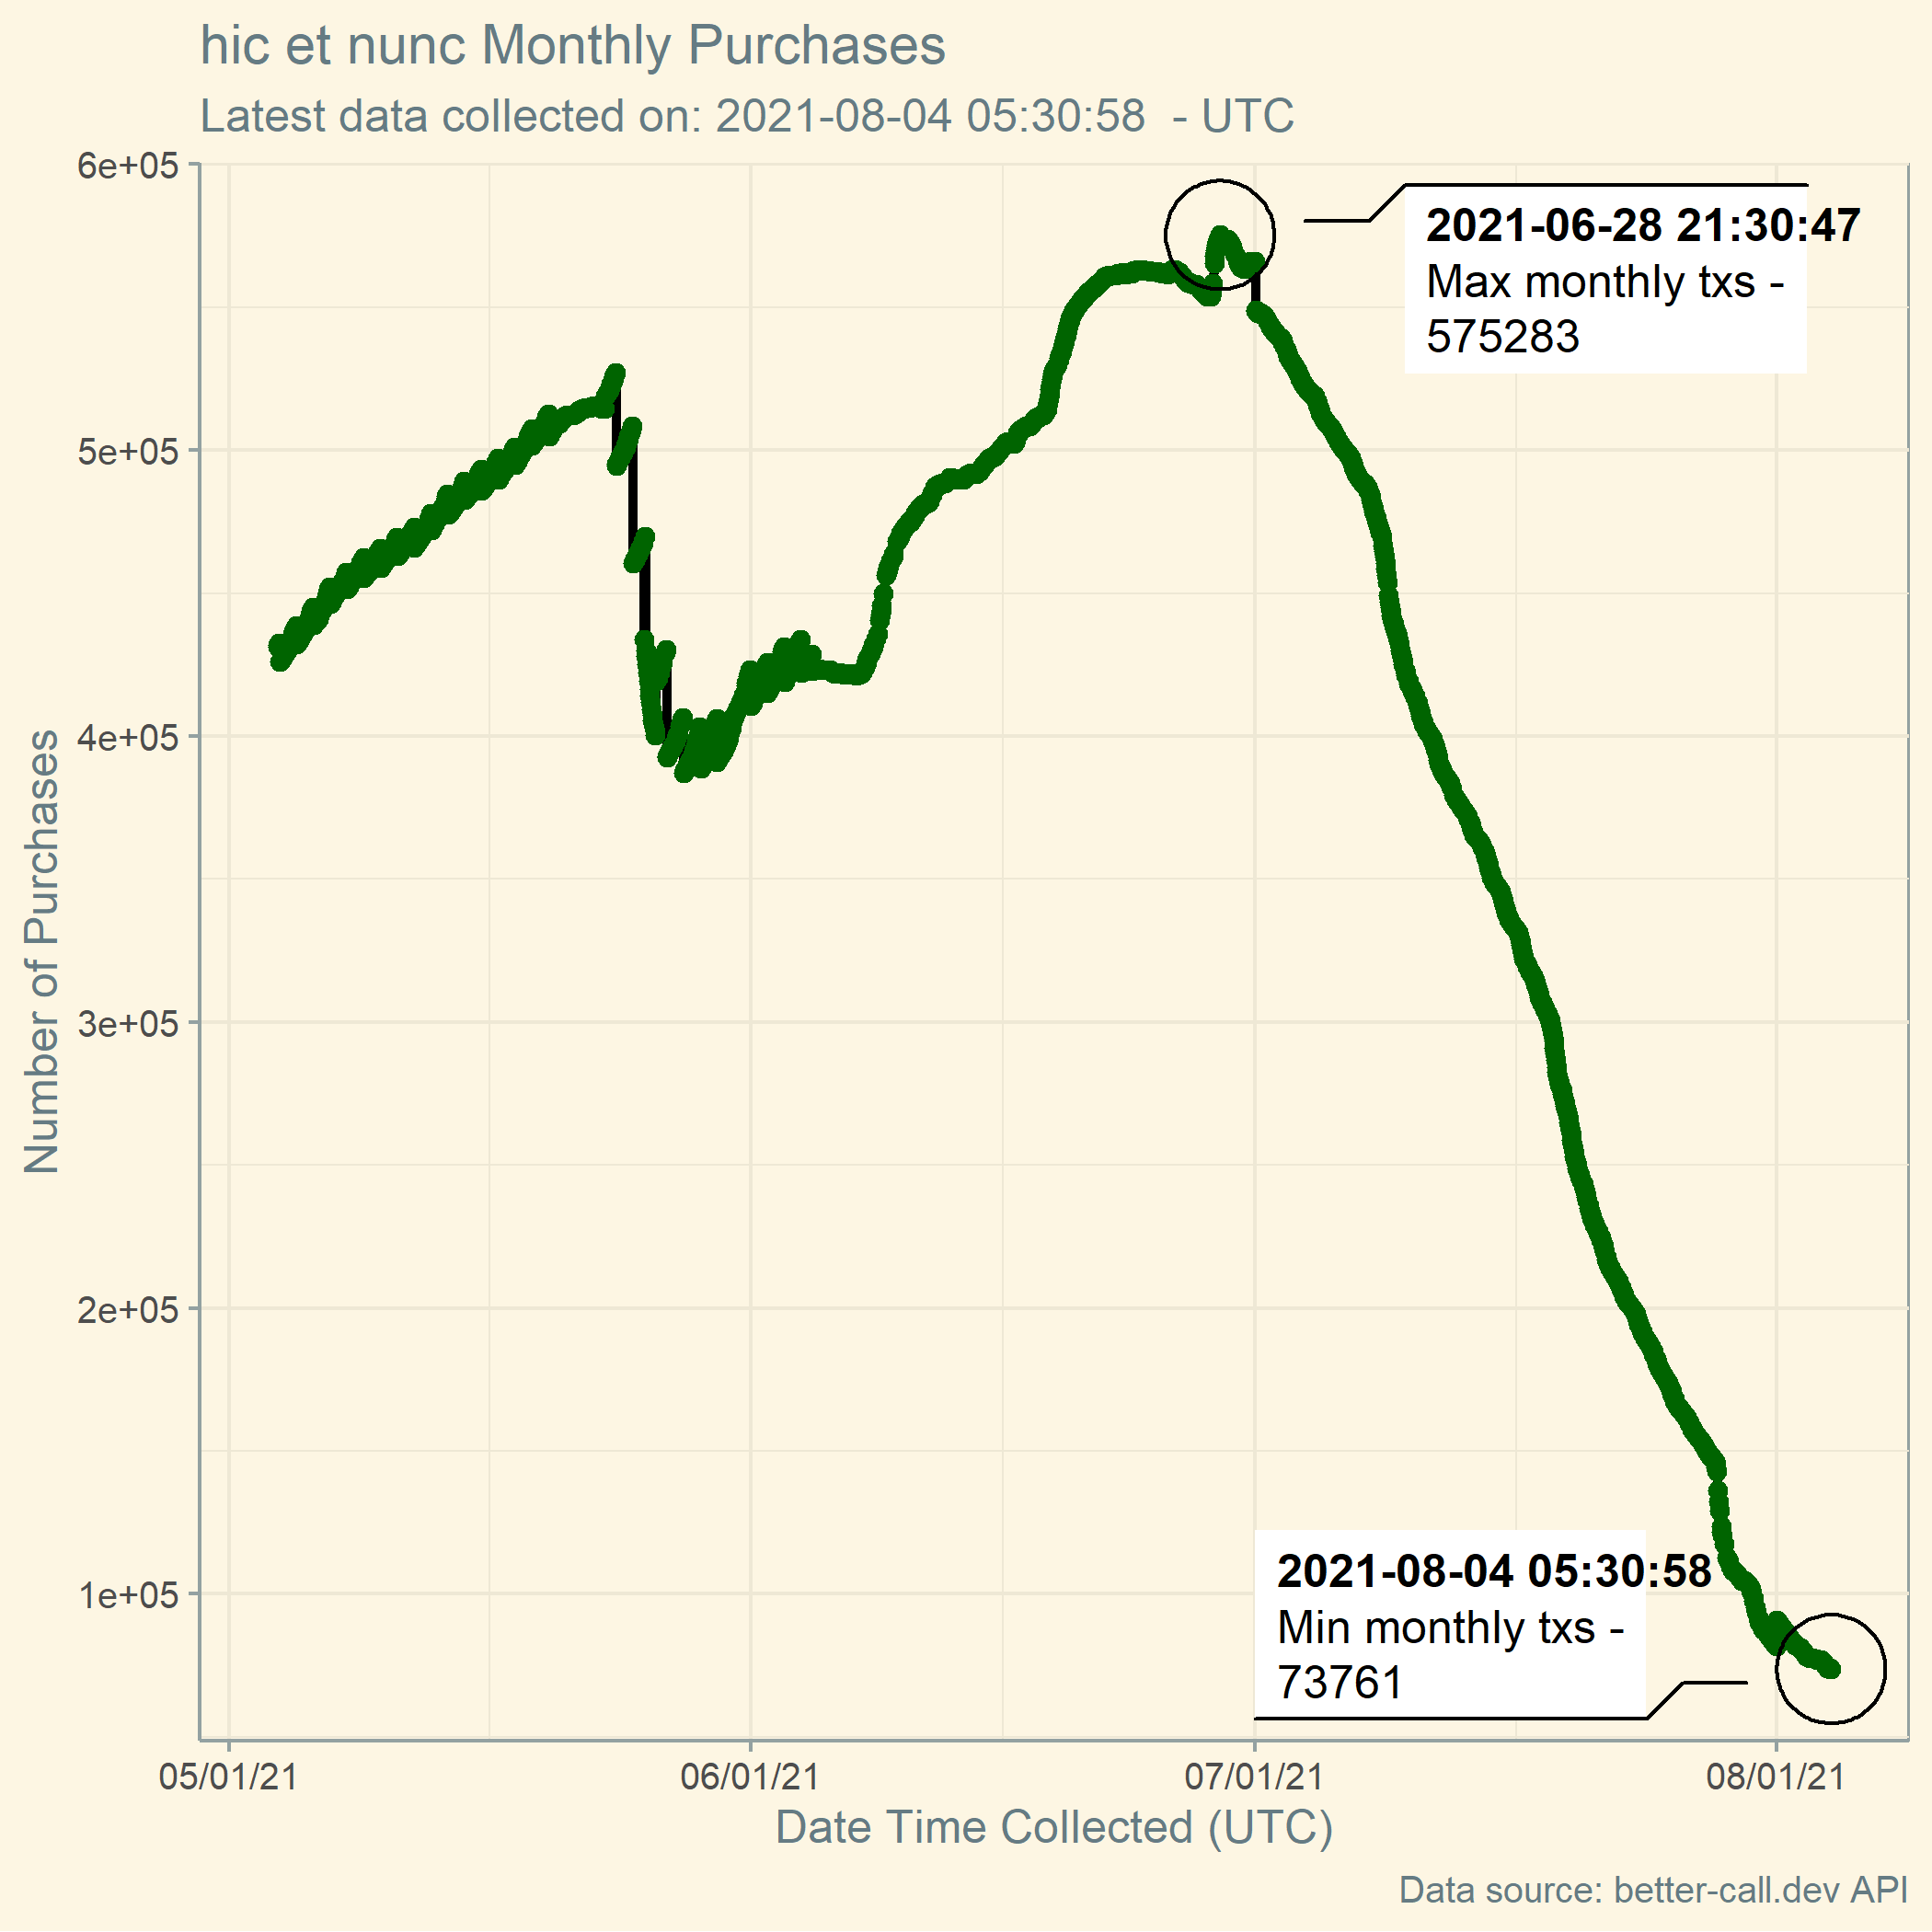 hic et nunc Monthly Purchases
Latest data collected on: 2021-08-04 05:30:58  - UTC
6e+05
5e+05
4e+05
3e+05
2e+05
1e+05
Number of Purchases
2021-06-28 21:30:47
Max monthly txs -
575283
2021-08-04 05:30:58
Min monthly txs -
73761
05/01/21
06/01/21
07/01/21
08/01/21
Date Time Collected (UTC)
Data source: better-call.dev API